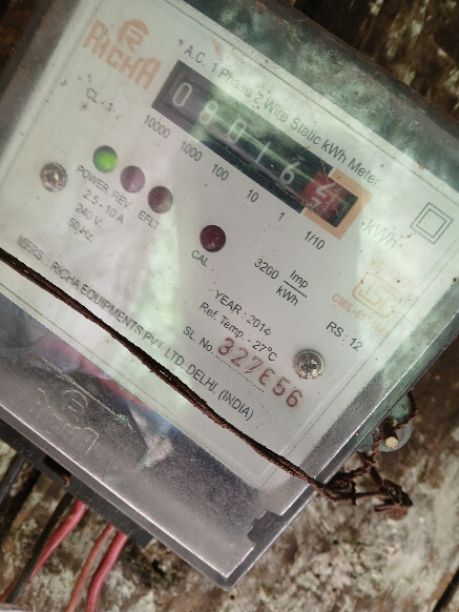 RICHA
A.C. 1 Phase 2 Wire Static kWh Meter
CL : 1
10000 1000 100 10 1 1/10
kWh
POWER REV. EFLT
2.5 - 10 A
240 V.
50 Hz
CAL
3200 Imp
kWh
YEAR : 2014
Ref. Temp. - 27°C
RS : 12
SL. No.
MFRS. : RICHA EQUIPMENTS PVT. LTD. DELHI, (INDIA)